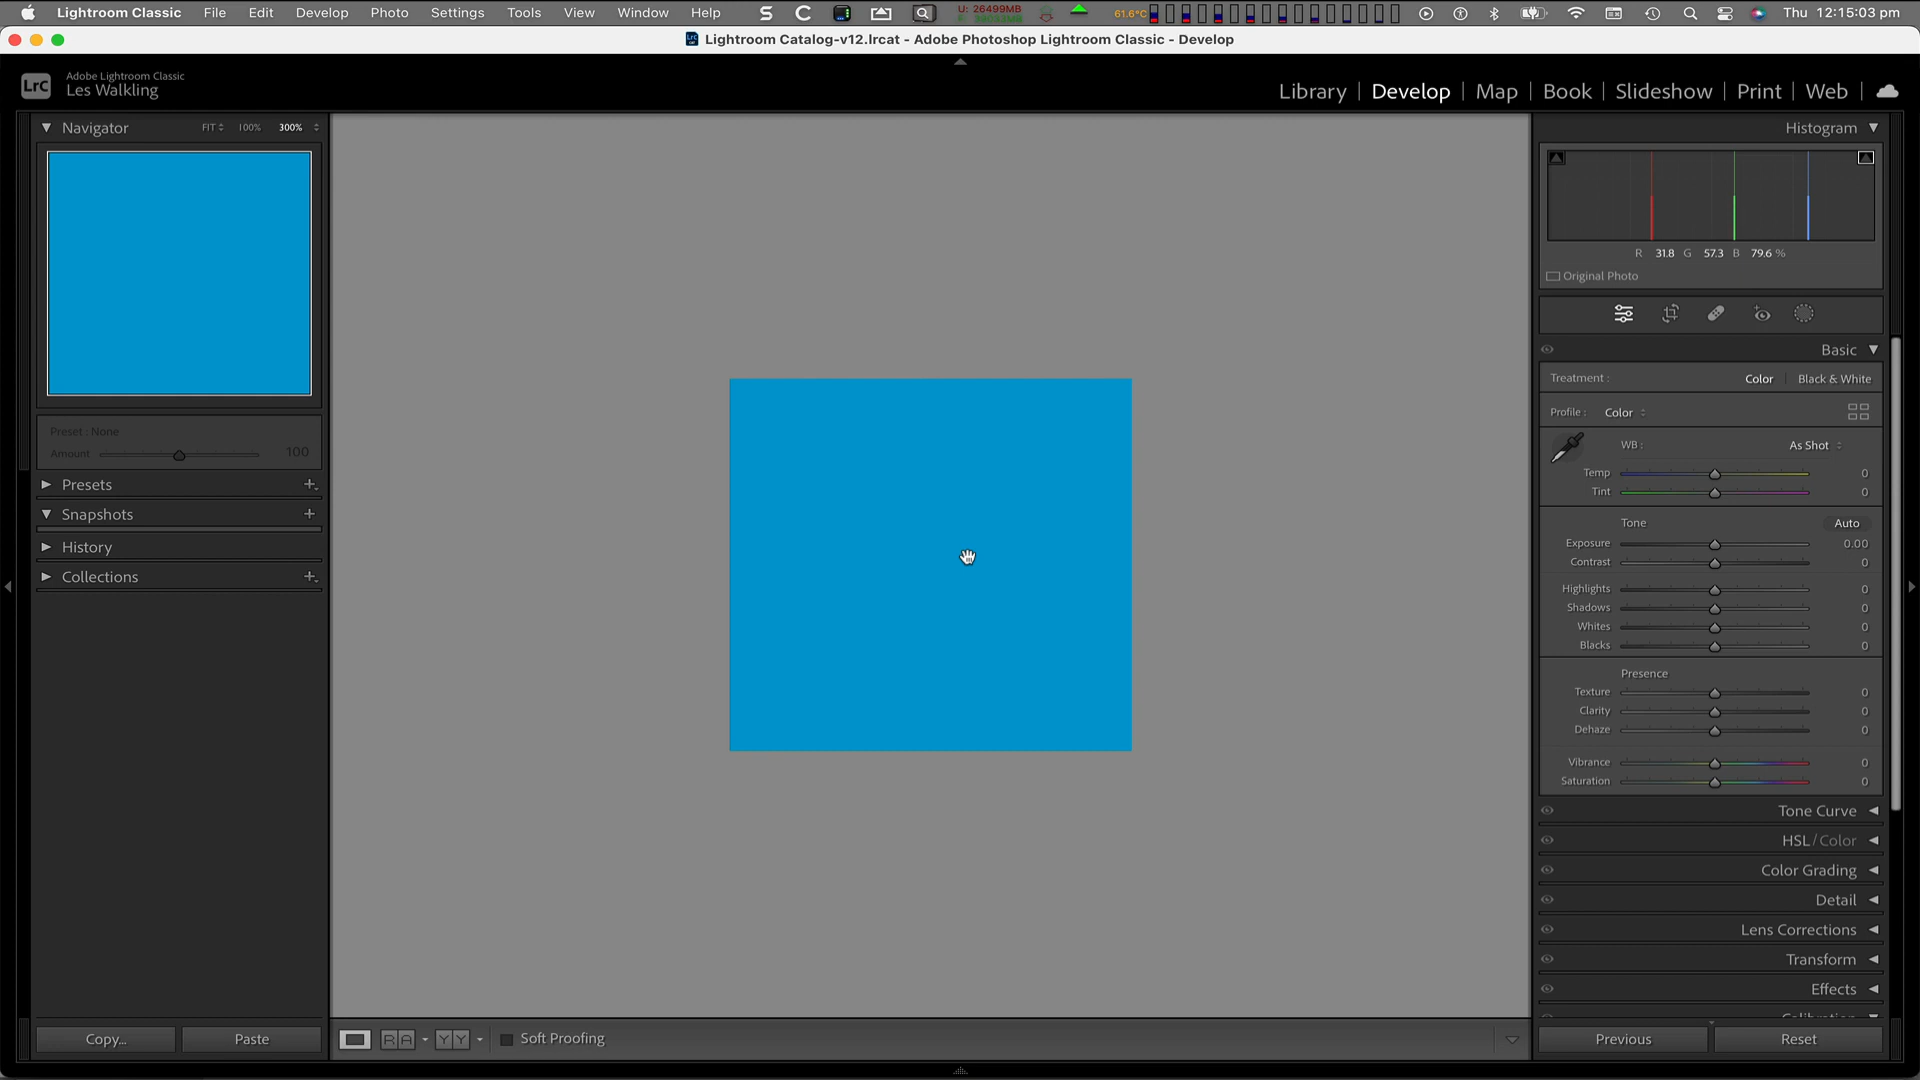 Lightroom Classic File Edit Develop Photo Settings Tools View Window Help U: 26499MB 61.6°C Thu 12:15:03 pm
Lightroom Catalog-v12.lrcat - Adobe Photoshop Lightroom Classic - Develop
LrC Adobe Lightroom Classic
Les Walkling
Library | Develop | Map | Book | Slideshow | Print | Web
Navigator FIT 100% 300%
Histogram
R 31.8 G 57.3 B 79.6 %
Original Photo
Basic
Treatment : Color Black & White
Profile : Color
WB : As Shot
Temp 0
Tint 0
Tone Auto
Exposure 0.00
Contrast 0
Highlights 0
Shadows 0
Whites 0
Blacks 0
Presence
Texture 0
Clarity 0
Dehaze 0
Vibrance 0
Saturation 0
Tone Curve
HSL / Color
Color Grading
Detail
Lens Corrections
Transform
Effects
Preset : None
Amount 100
Presets
Snapshots
History
Collections
Copy... Paste
R A Y Y Soft Proofing
Previous Reset